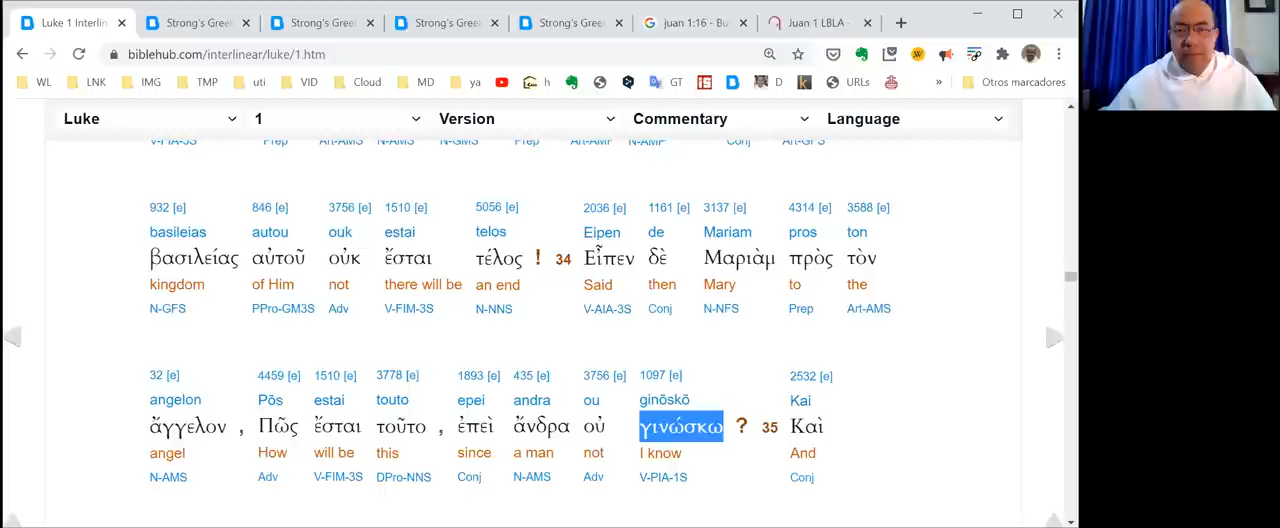 Luke 1 Interlin
Strong's Greek
Strong's Gree
Strong's Greek
Strong's Greek
juan 1:16 - Bu
Juan 1 LBLA -
biblehub.com/interlinear/luke/1.htm
WL LNK IMG TMP uti VID Cloud MD ya h GT D URLs » Otros marcadores
Luke 1 Version Commentary Language
V-FIA-3S Prep Art-AMS N-AMS N-GMS Prep Art-AMP N-AMP Conj Art-GFS
932 [e] 846 [e] 3756 [e] 1510 [e] 5056 [e] 2036 [e] 1161 [e] 3137 [e] 4314 [e] 3588 [e]
basileias autou ouk estai telos Eipen de Mariam pros ton
βασιλείας αὐτοῦ οὐκ ἔσται τέλος ! 34 Εἶπεν δὲ Μαριὰμ πρὸς τὸν
kingdom of Him not there will be an end Said then Mary to the
N-GFS PPro-GM3S Adv V-FIM-3S N-NNS V-AIA-3S Conj N-NFS Prep Art-AMS
32 [e] 4459 [e] 1510 [e] 3778 [e] 1893 [e] 435 [e] 3756 [e] 1097 [e] 2532 [e]
angelon Pōs estai touto epei andra ou ginōskō Kai
ἄγγελον , Πῶς ἔσται τοῦτο , ἐπεὶ ἄνδρα οὐ γινώσκω ? 35 Καὶ
angel How will be this since a man not I know And
N-AMS Adv V-FIM-3S DPro-NNS Conj N-AMS Adv V-PIA-1S Conj